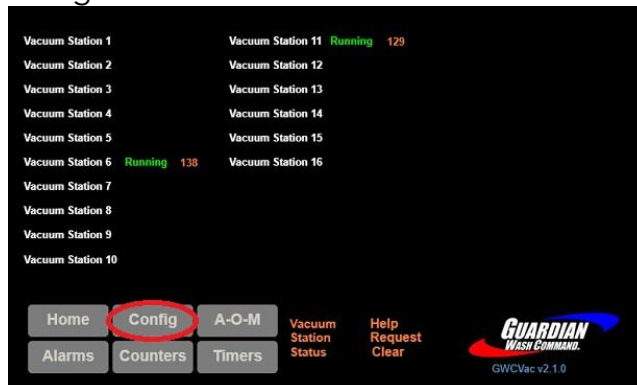 Vacuum Station 1
Vacuum Station 2
Vacuum Station 3
Vacuum Station 4
Vacuum Station 5
Vacuum Station 6 Running 138
Vacuum Station 7
Vacuum Station 8
Vacuum Station 9
Vacuum Station 10
Vacuum Station 11 Running 129
Vacuum Station 12
Vacuum Station 13
Vacuum Station 14
Vacuum Station 15
Vacuum Station 16
Home Config A-O-M
Alarms Counters Timers
Vacuum
Station
Status
Help
Request
Clear
GUARDIAN
WASH COMMAND.
GWCVac v2.1.0